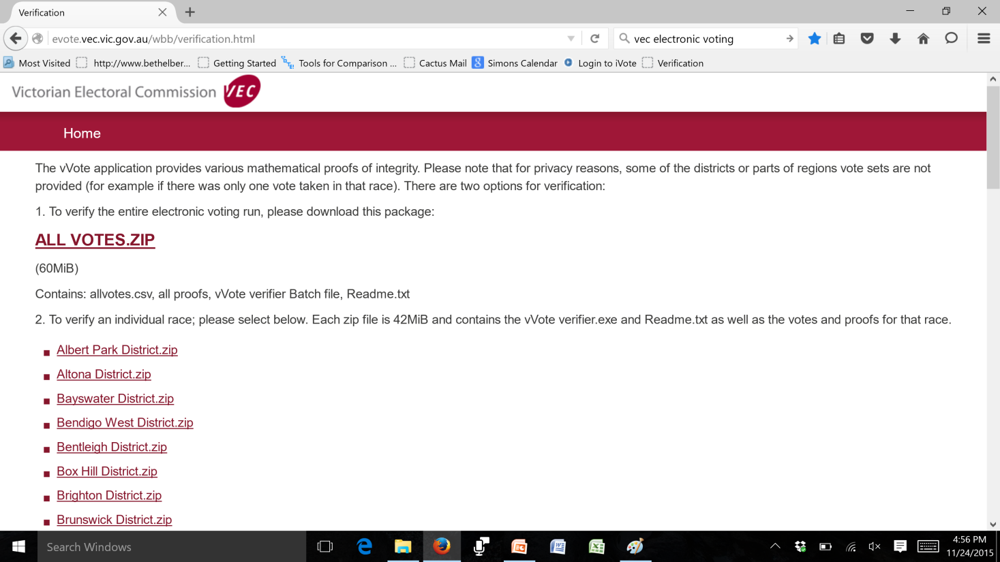 Verification
evote.vec.vic.gov.au/wbb/verification.html
vec electronic voting
Most Visited http://www.bethelber... Getting Started Tools for Comparison ... Cactus Mail 8 Simons Calendar Login to iVote Verification
Victorian Electoral Commission VEC
Home
The vVote application provides various mathematical proofs of integrity. Please note that for privacy reasons, some of the districts or parts of regions vote sets are not
provided (for example if there was only one vote taken in that race). There are two options for verification:
1. To verify the entire electronic voting run, please download this package:
ALL VOTES.ZIP
(60MiB)
Contains: allvotes.csv, all proofs, vVote verifier Batch file, Readme.txt
2. To verify an individual race; please select below. Each zip file is 42MiB and contains the vVote verifier.exe and Readme.txt as well as the votes and proofs for that race.
Albert Park District.zip
Altona District.zip
Bayswater District.zip
Bendigo West District.zip
Bentleigh District.zip
Box Hill District.zip
Brighton District.zip
Brunswick District.zip
Search Windows
4:56 PM
11/24/2015